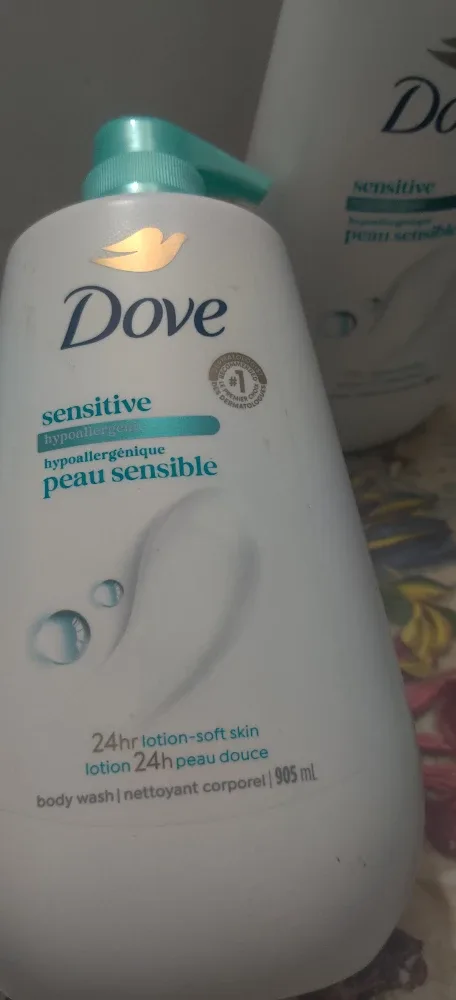 Dove
#1
sensitive
hypoallergenic
hypoallergénique
peau sensible
24hr lotion-soft skin
lotion 24h peau douce
body wash | nettoyant corporel | 905 mL
sensitive
peau sensible